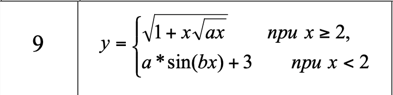 9
y = { √(1 + x√(ax)) при x ≥ 2,
a * sin(bx) + 3 при x < 2